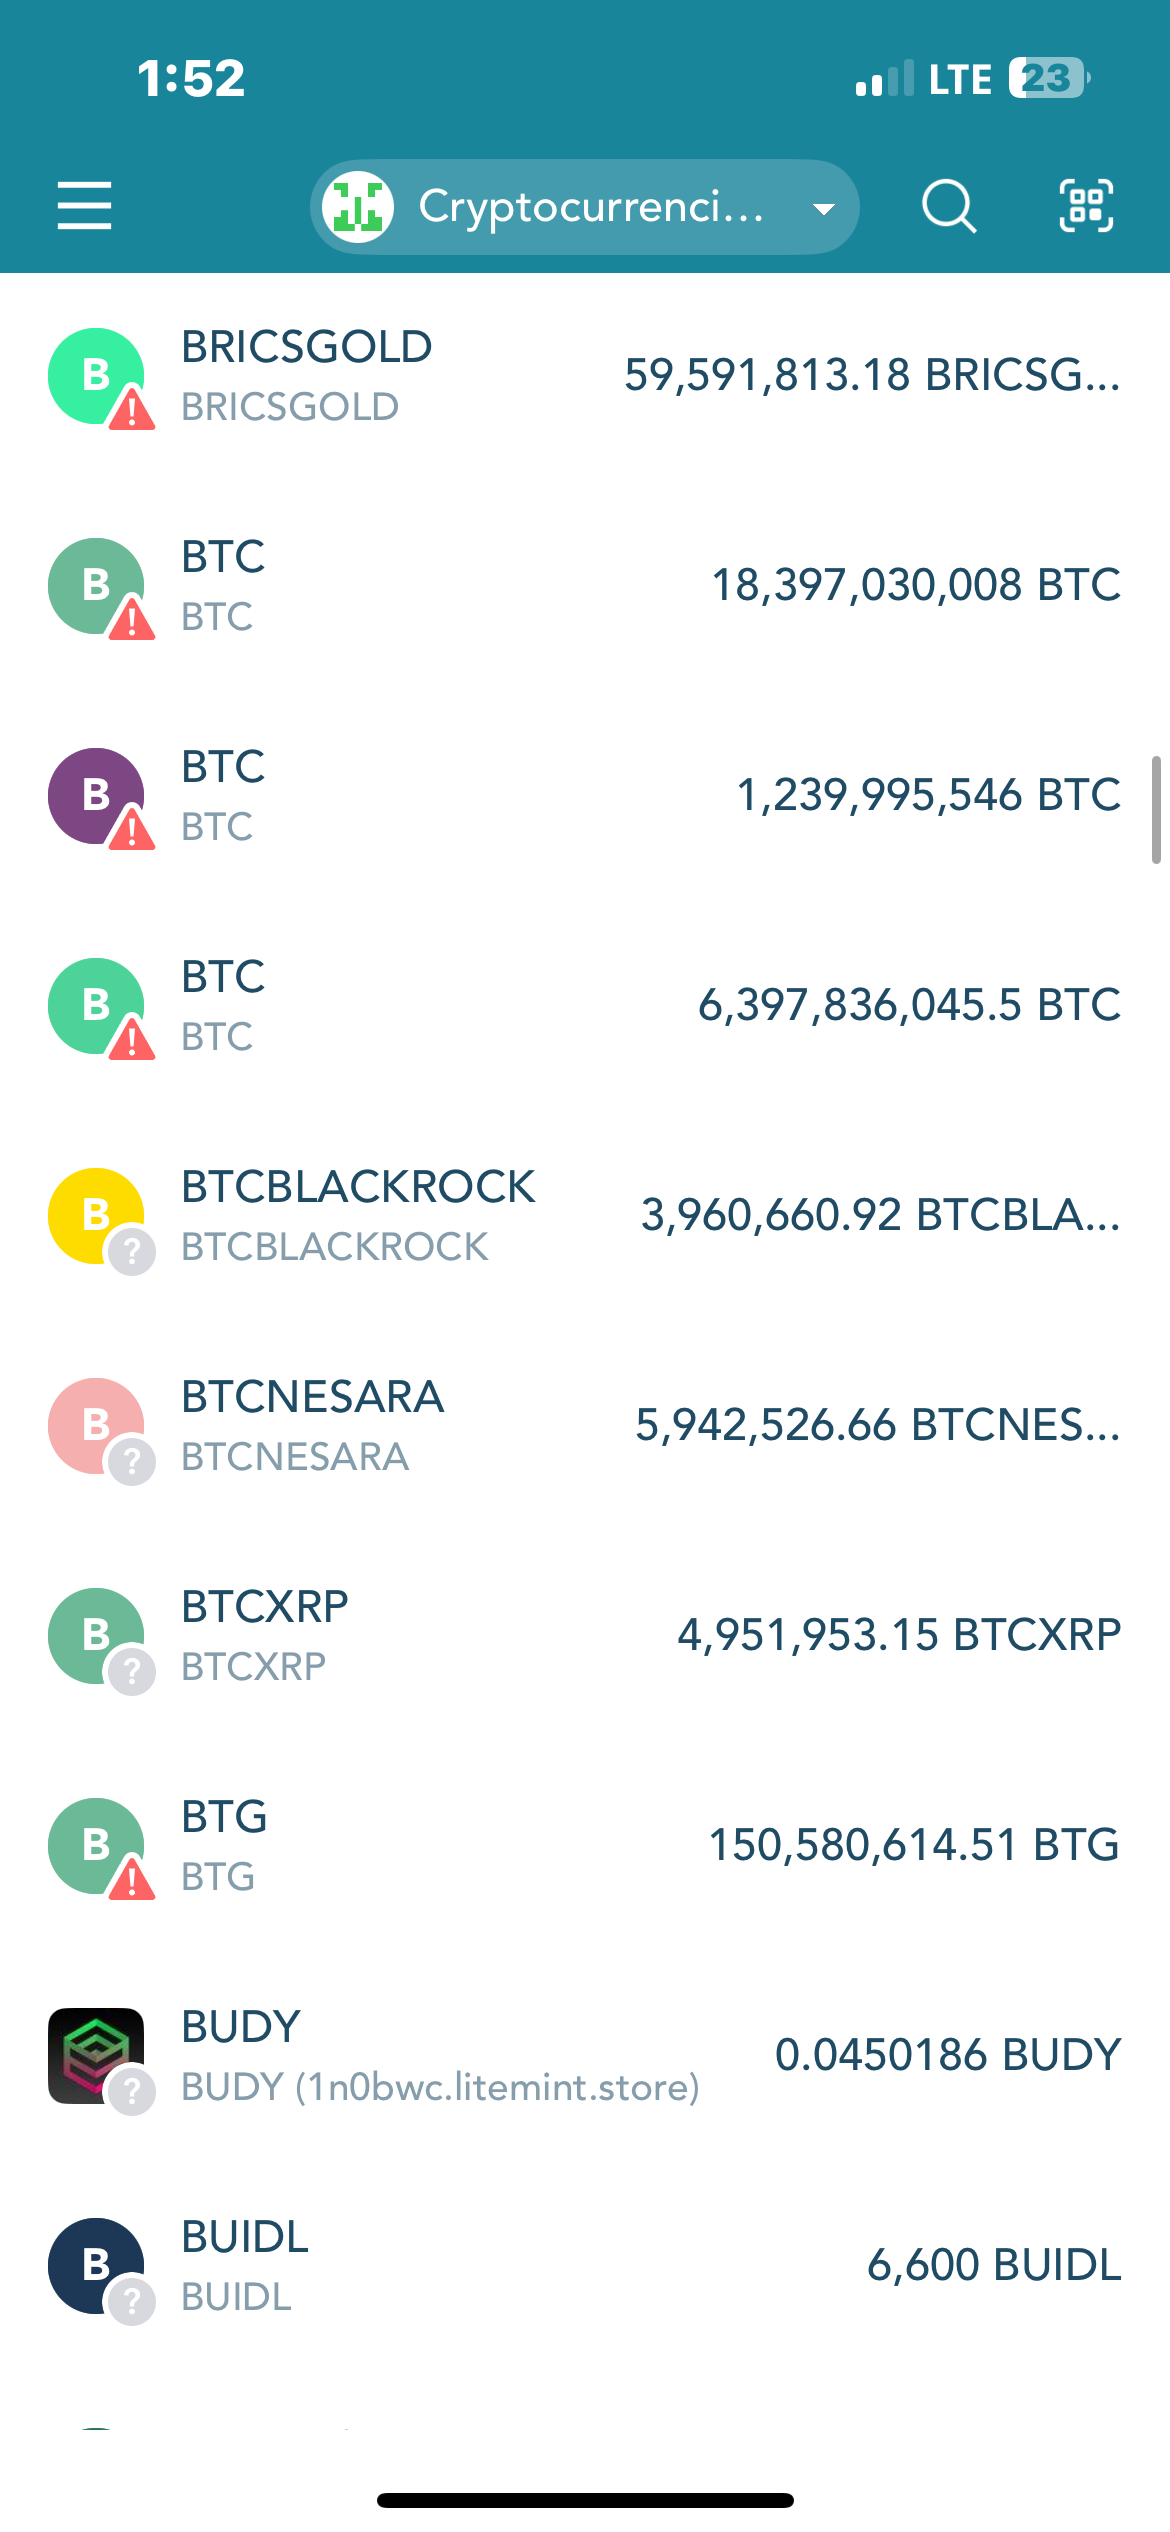 1:52
LTE 23
Cryptocurrenci...
B BRICSGOLD
BRICSGOLD
59,591,813.18 BRICSG...
B BTC
BTC
18,397,030,008 BTC
B BTC
BTC
1,239,995,546 BTC
B BTC
BTC
6,397,836,045.5 BTC
B BTCBLACKROCK
BTCBLACKROCK
3,960,660.92 BTCBLA...
B BTCNESARA
BTCNESARA
5,942,526.66 BTCNES...
B BTCXRP
BTCXRP
4,951,953.15 BTCXRP
B BTG
BTG
150,580,614.51 BTG
BUDY
BUDY (1n0bwc.litemint.store)
0.0450186 BUDY
B BUIDL
BUIDL
6,600 BUIDL